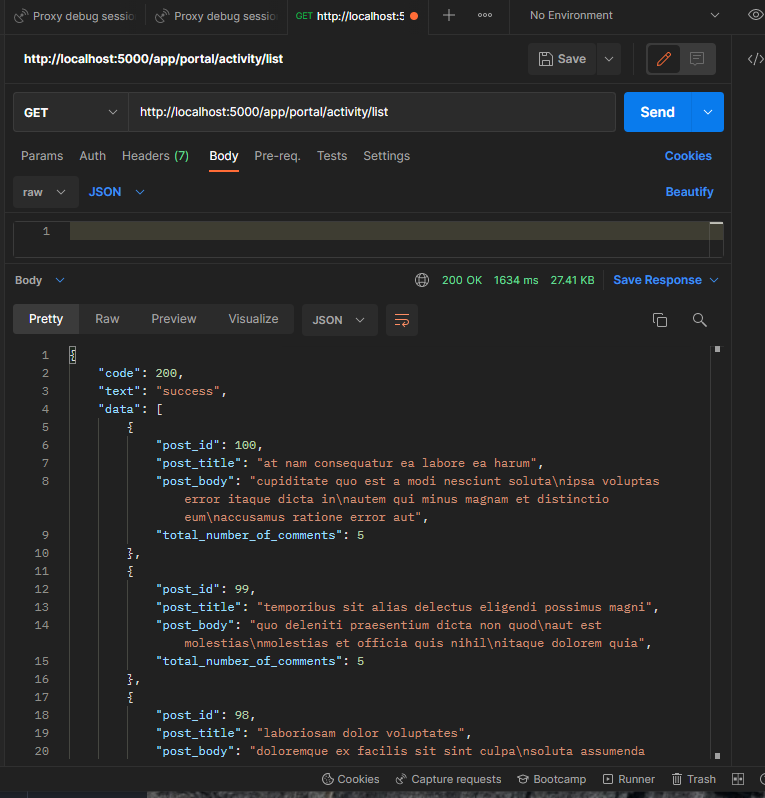 Proxy debug sessio
Proxy debug sessio
GET http://localhost:5
No Environment
http://localhost:5000/app/portal/activity/list
Save
GET
http://localhost:5000/app/portal/activity/list
Send
Params Auth Headers (7) Body Pre-req. Tests Settings Cookies
raw JSON Beautify
1
Body 200 OK 1634 ms 27.41 KB Save Response
Pretty Raw Preview Visualize JSON
1 {
2 "code": 200,
3 "text": "success",
4 "data": [
5 {
6 "post_id": 100,
7 "post_title": "at nam consequatur ea labore ea harum",
8 "post_body": "cupiditate quo est a modi nesciunt soluta\nipsa voluptas
error itaque dicta in\nautem qui minus magnam et distinctio
eum\naccusamus ratione error aut",
9 "total_number_of_comments": 5
10 },
11 {
12 "post_id": 99,
13 "post_title": "temporibus sit alias delectus eligendi possimus magni",
14 "post_body": "quo deleniti praesentium dicta non quod\naut est
molestias\nmolestias et officia quis nihil\nitaque dolorem quia",
15 "total_number_of_comments": 5
16 },
17 {
18 "post_id": 98,
19 "post_title": "laboriosam dolor voluptates",
20 "post_body": "doloremque ex facilis sit sint culpa\nsoluta assumenda
Cookies Capture requests Bootcamp Runner Trash